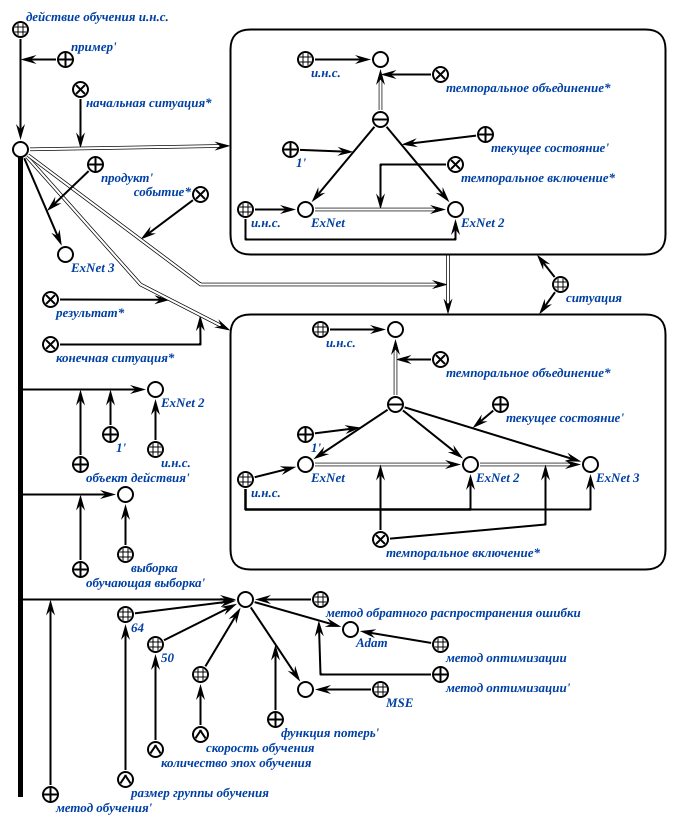 действие обучения и.н.с.
пример'
начальная ситуация*
продукт'
событие*
ExNet 3
результат*
конечная ситуация*
ExNet 2
1'
и.н.с.
объект действия'
выборка
обучающая выборка'
и.н.с.
темпоральное объединение*
текущее состояние'
1'
темпоральное включение*
и.н.с.
ExNet
ExNet 2
ситуация
и.н.с.
темпоральное объединение*
текущее состояние'
1'
ExNet
ExNet 2
ExNet 3
и.н.с.
темпоральное включение*
метод обратного распространения ошибки
64
Adam
50
метод оптимизации
метод оптимизации'
MSE
функция потерь'
скорость обучения
количество эпох обучения
размер группы обучения
метод обучения'